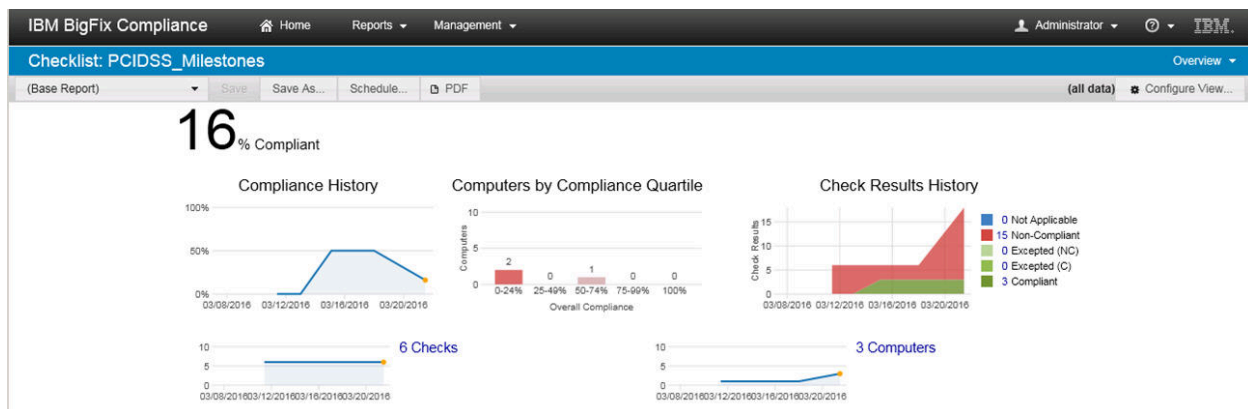 IBM BigFix Compliance Home Reports Management Administrator IBM.
Checklist: PCIDSS_Milestones Overview
(Base Report) Save Save As... Schedule... PDF (all data) Configure View...
16% Compliant
Compliance History
100%
50%
0%
03/08/2016 03/12/2016 03/16/2016 03/20/2016
Computers by Compliance Quartile
Computers
10
5
0
2 0 1 0 0
0-24% 25-49% 50-74% 75-99% 100%
Overall Compliance
Check Results History
Check Results
15
10
5
0
03/08/2016 03/12/2016 03/16/2016 03/20/2016
0 Not Applicable
15 Non-Compliant
0 Excepted (NC)
0 Excepted (C)
3 Compliant
10
5
0
03/08/2016 03/12/2016 03/16/2016 03/20/2016
6 Checks
10
5
0
03/08/2016 03/12/2016 03/16/2016 03/20/2016
3 Computers